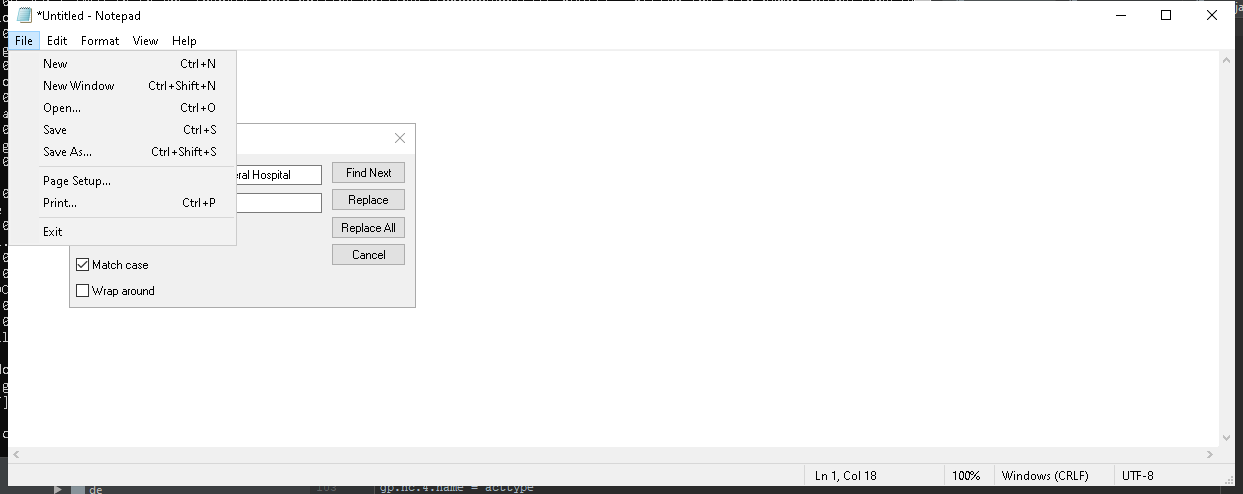 *Untitled - Notepad
File Edit Format View Help
New Ctrl+N
New Window Ctrl+Shift+N
Open... Ctrl+O
Save Ctrl+S
Save As... Ctrl+Shift+S
Page Setup...
Print... Ctrl+P
Exit
eral Hospital
Find Next
Replace
Replace All
Cancel
Match case
Wrap around
Ln 1, Col 18 100% Windows (CRLF) UTF-8
de
gp.nc.4.name = acctype